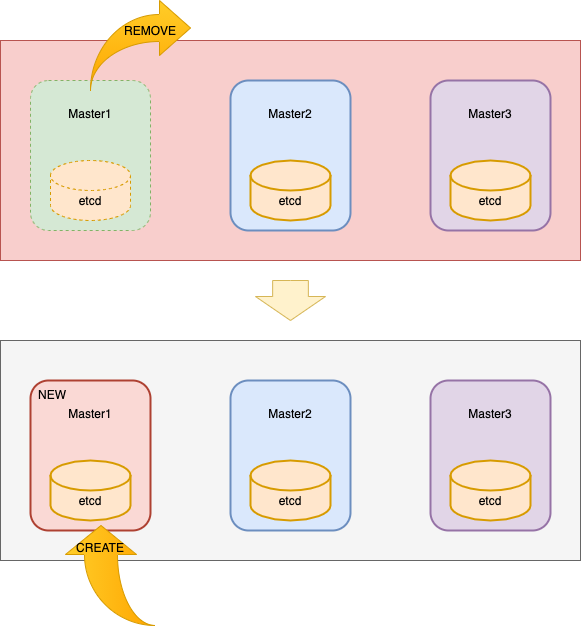 REMOVE
Master1
Master2
Master3
etcd
etcd
etcd
NEW
Master1
Master2
Master3
etcd
etcd
etcd
CREATE